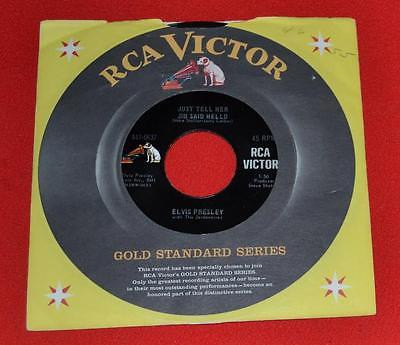 RCA VICTOR
JUST TELL HER
JIM SAID HELLO
447-0637
45 RPM
RCA
VICTOR
ELVIS PRESLEY
with The Jordanaires
GOLD STANDARD SERIES
This record has been specially chosen to join
RCA Victor's GOLD STANDARD SERIES.
Only the greatest recording artists of our time—
in their most outstanding performances—become an
honored part of this distinctive series.